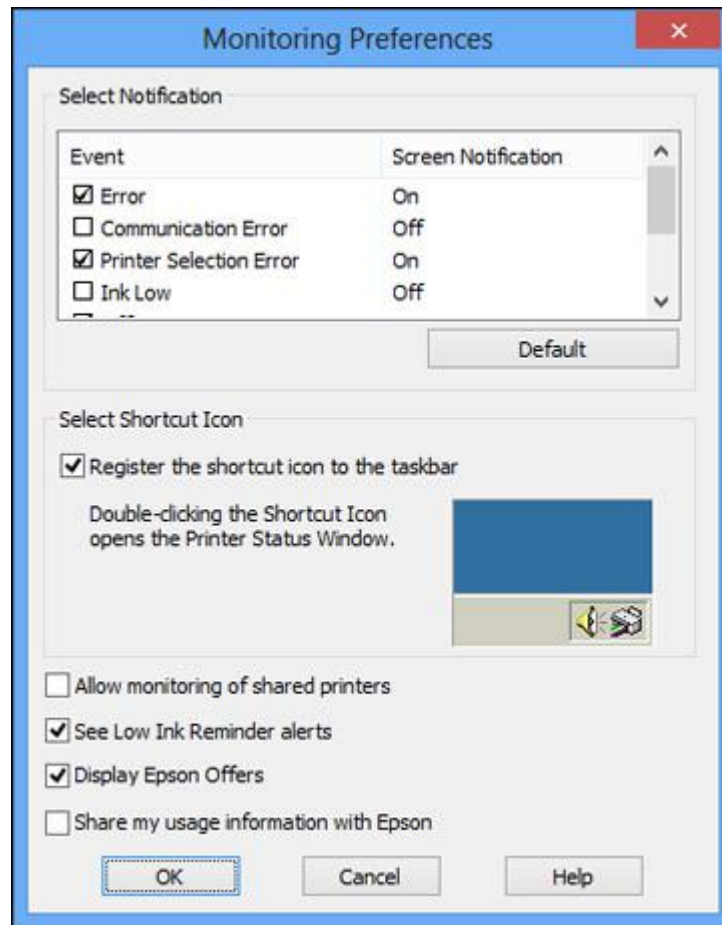 Monitoring Preferences
Select Notification
Event Screen Notification
Error On
Communication Error Off
Printer Selection Error On
Ink Low Off
Default
Select Shortcut Icon
Register the shortcut icon to the taskbar
Double-clicking the Shortcut Icon
opens the Printer Status Window.
Allow monitoring of shared printers
See Low Ink Reminder alerts
Display Epson Offers
Share my usage information with Epson
OK Cancel Help